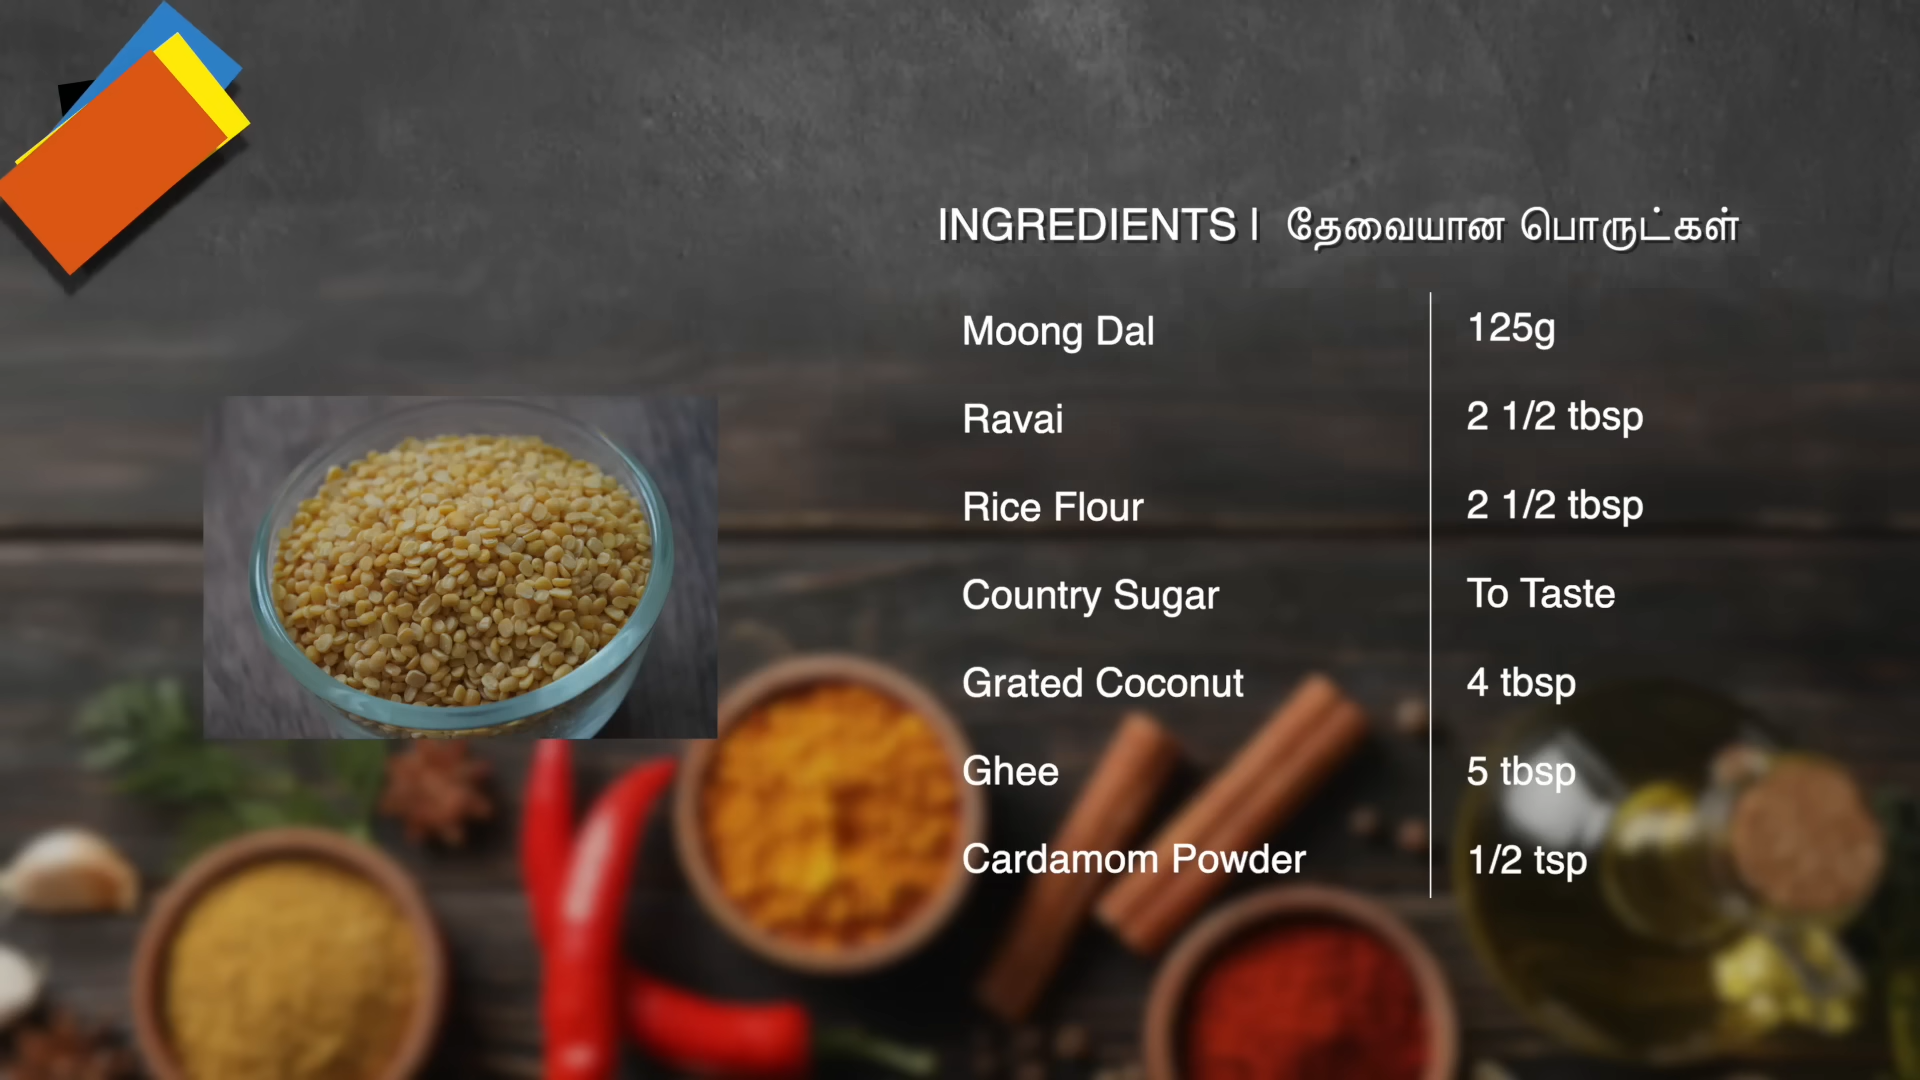 INGREDIENTS | தேவையான பொருட்கள்
Moong Dal 125g
Ravai 2 1/2 tbsp
Rice Flour 2 1/2 tbsp
Country Sugar To Taste
Grated Coconut 4 tbsp
Ghee 5 tbsp
Cardamom Powder 1/2 tsp